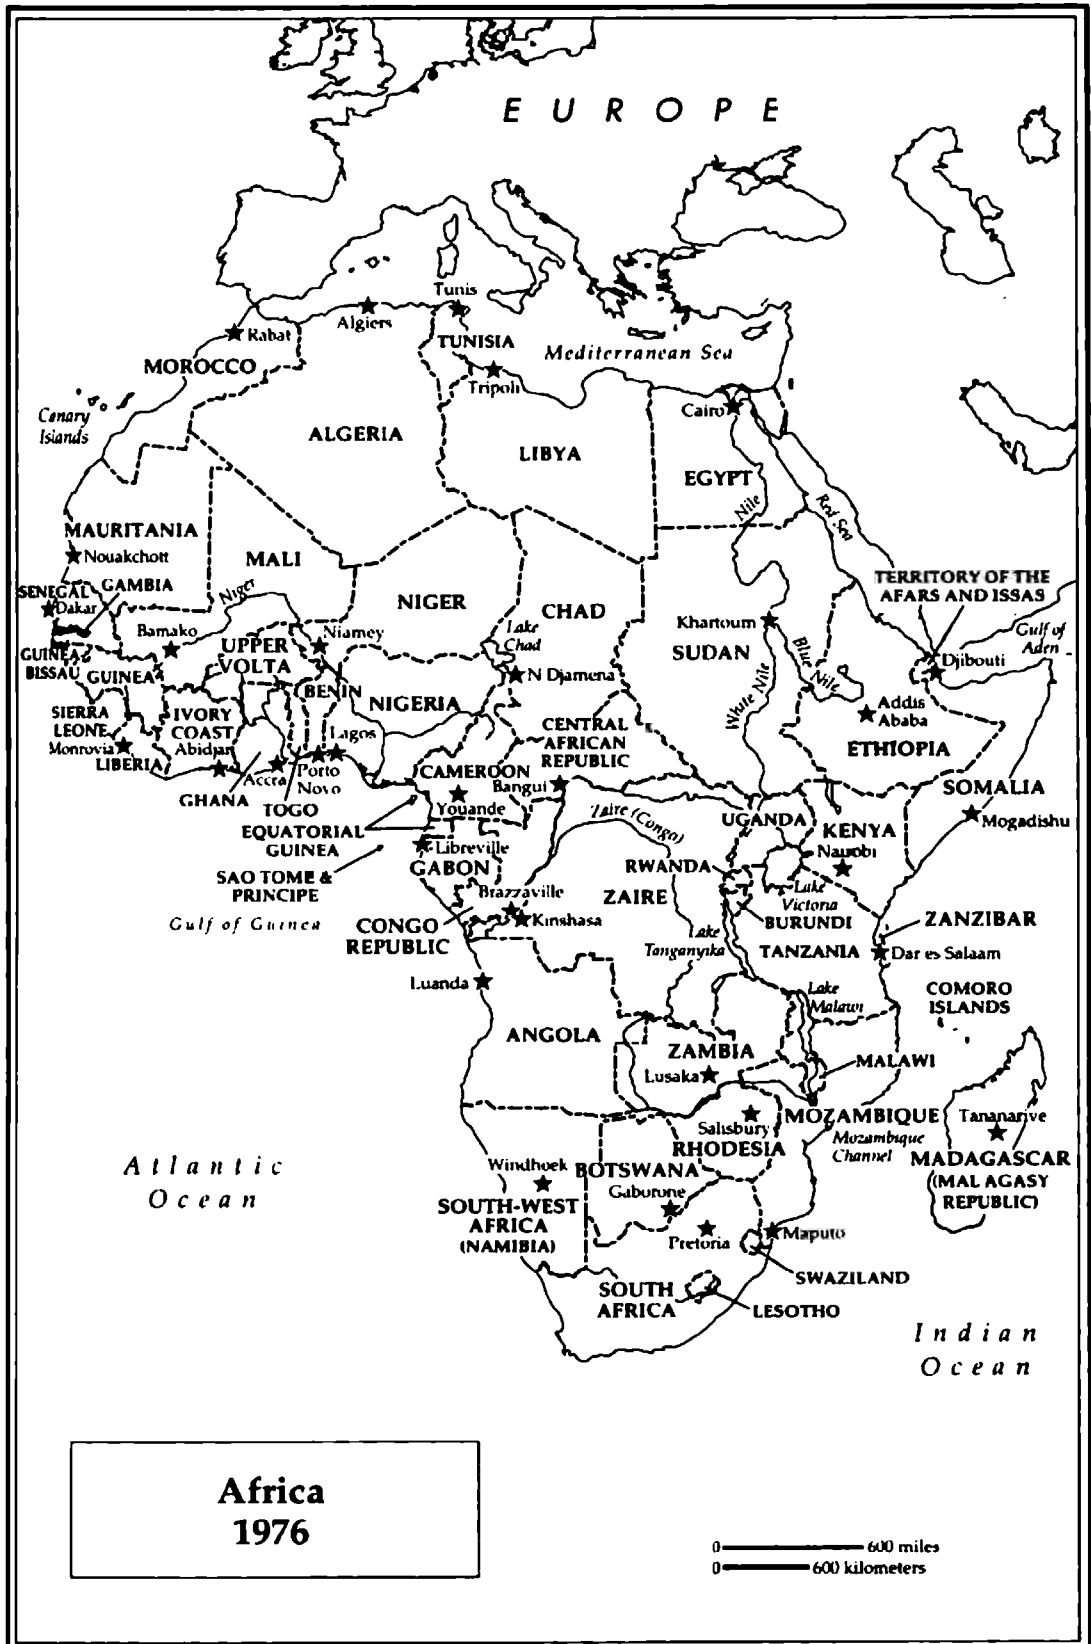 EUROPE
Tunis
Algiers
Rabat
TUNISIA
Mediterranean Sea
MOROCCO
Tripoli
Canary
Islands
Cairo
ALGERIA
LIBYA
EGYPT
Nile
Red Sea
MAURITANIA
Nouakchott
MALI
TERRITORY OF THE
AFARS AND ISSAS
SENEGAL
GAMBIA
Dakar
Niger
NIGER
CHAD
Khartoum
Gulf of
Aden
Bamako
Niamey
Lake
Chad
UPPER
VOLTA
SUDAN
Blue
Nile
Djibouti
GUINEA
BISSAU
GUINEA
N Djamena
BENIN
NIGERIA
White Nile
Addis
Ababa
SIERRA
LEONE
IVORY
COAST
CENTRAL
AFRICAN
REPUBLIC
ETHIOPIA
Monrovia
Abidjan
Lagos
LIBERIA
Accra
Porto
Novo
CAMEROON
Bangui
SOMALIA
GHANA
TOGO
Youande
Zaire (Conga)
UGANDA
KENYA
Mogadishu
EQUATORIAL
GUINEA
Libreville
Nairobi
GABON
RWANDA
SAO TOME &
PRINCIPE
Brazzaville
ZAIRE
Lake
Victoria
Gulf of Guinea
Kinshasa
BURUNDI
ZANZIBAR
CONGO
REPUBLIC
Lake
Tanganyika
TANZANIA
Dar es Salaam
Luanda
Lake
Malawi
COMORO
ISLANDS
ANGOLA
ZAMBIA
MALAWI
Lusaka
MOZAMBIQUE
Tananarive
Salisbury
RHODESIA
Mozambique
Channel
MADAGASCAR
(MALAGASY
REPUBLIC)
Atlantic
Ocean
Windhoek
BOTSWANA
Gaborone
SOUTH-WEST
AFRICA
(NAMIBIA)
Pretoria
Maputo
SWAZILAND
SOUTH
AFRICA
LESOTHO
Indian
Ocean
Africa
1976
0 600 miles
0 600 kilometers